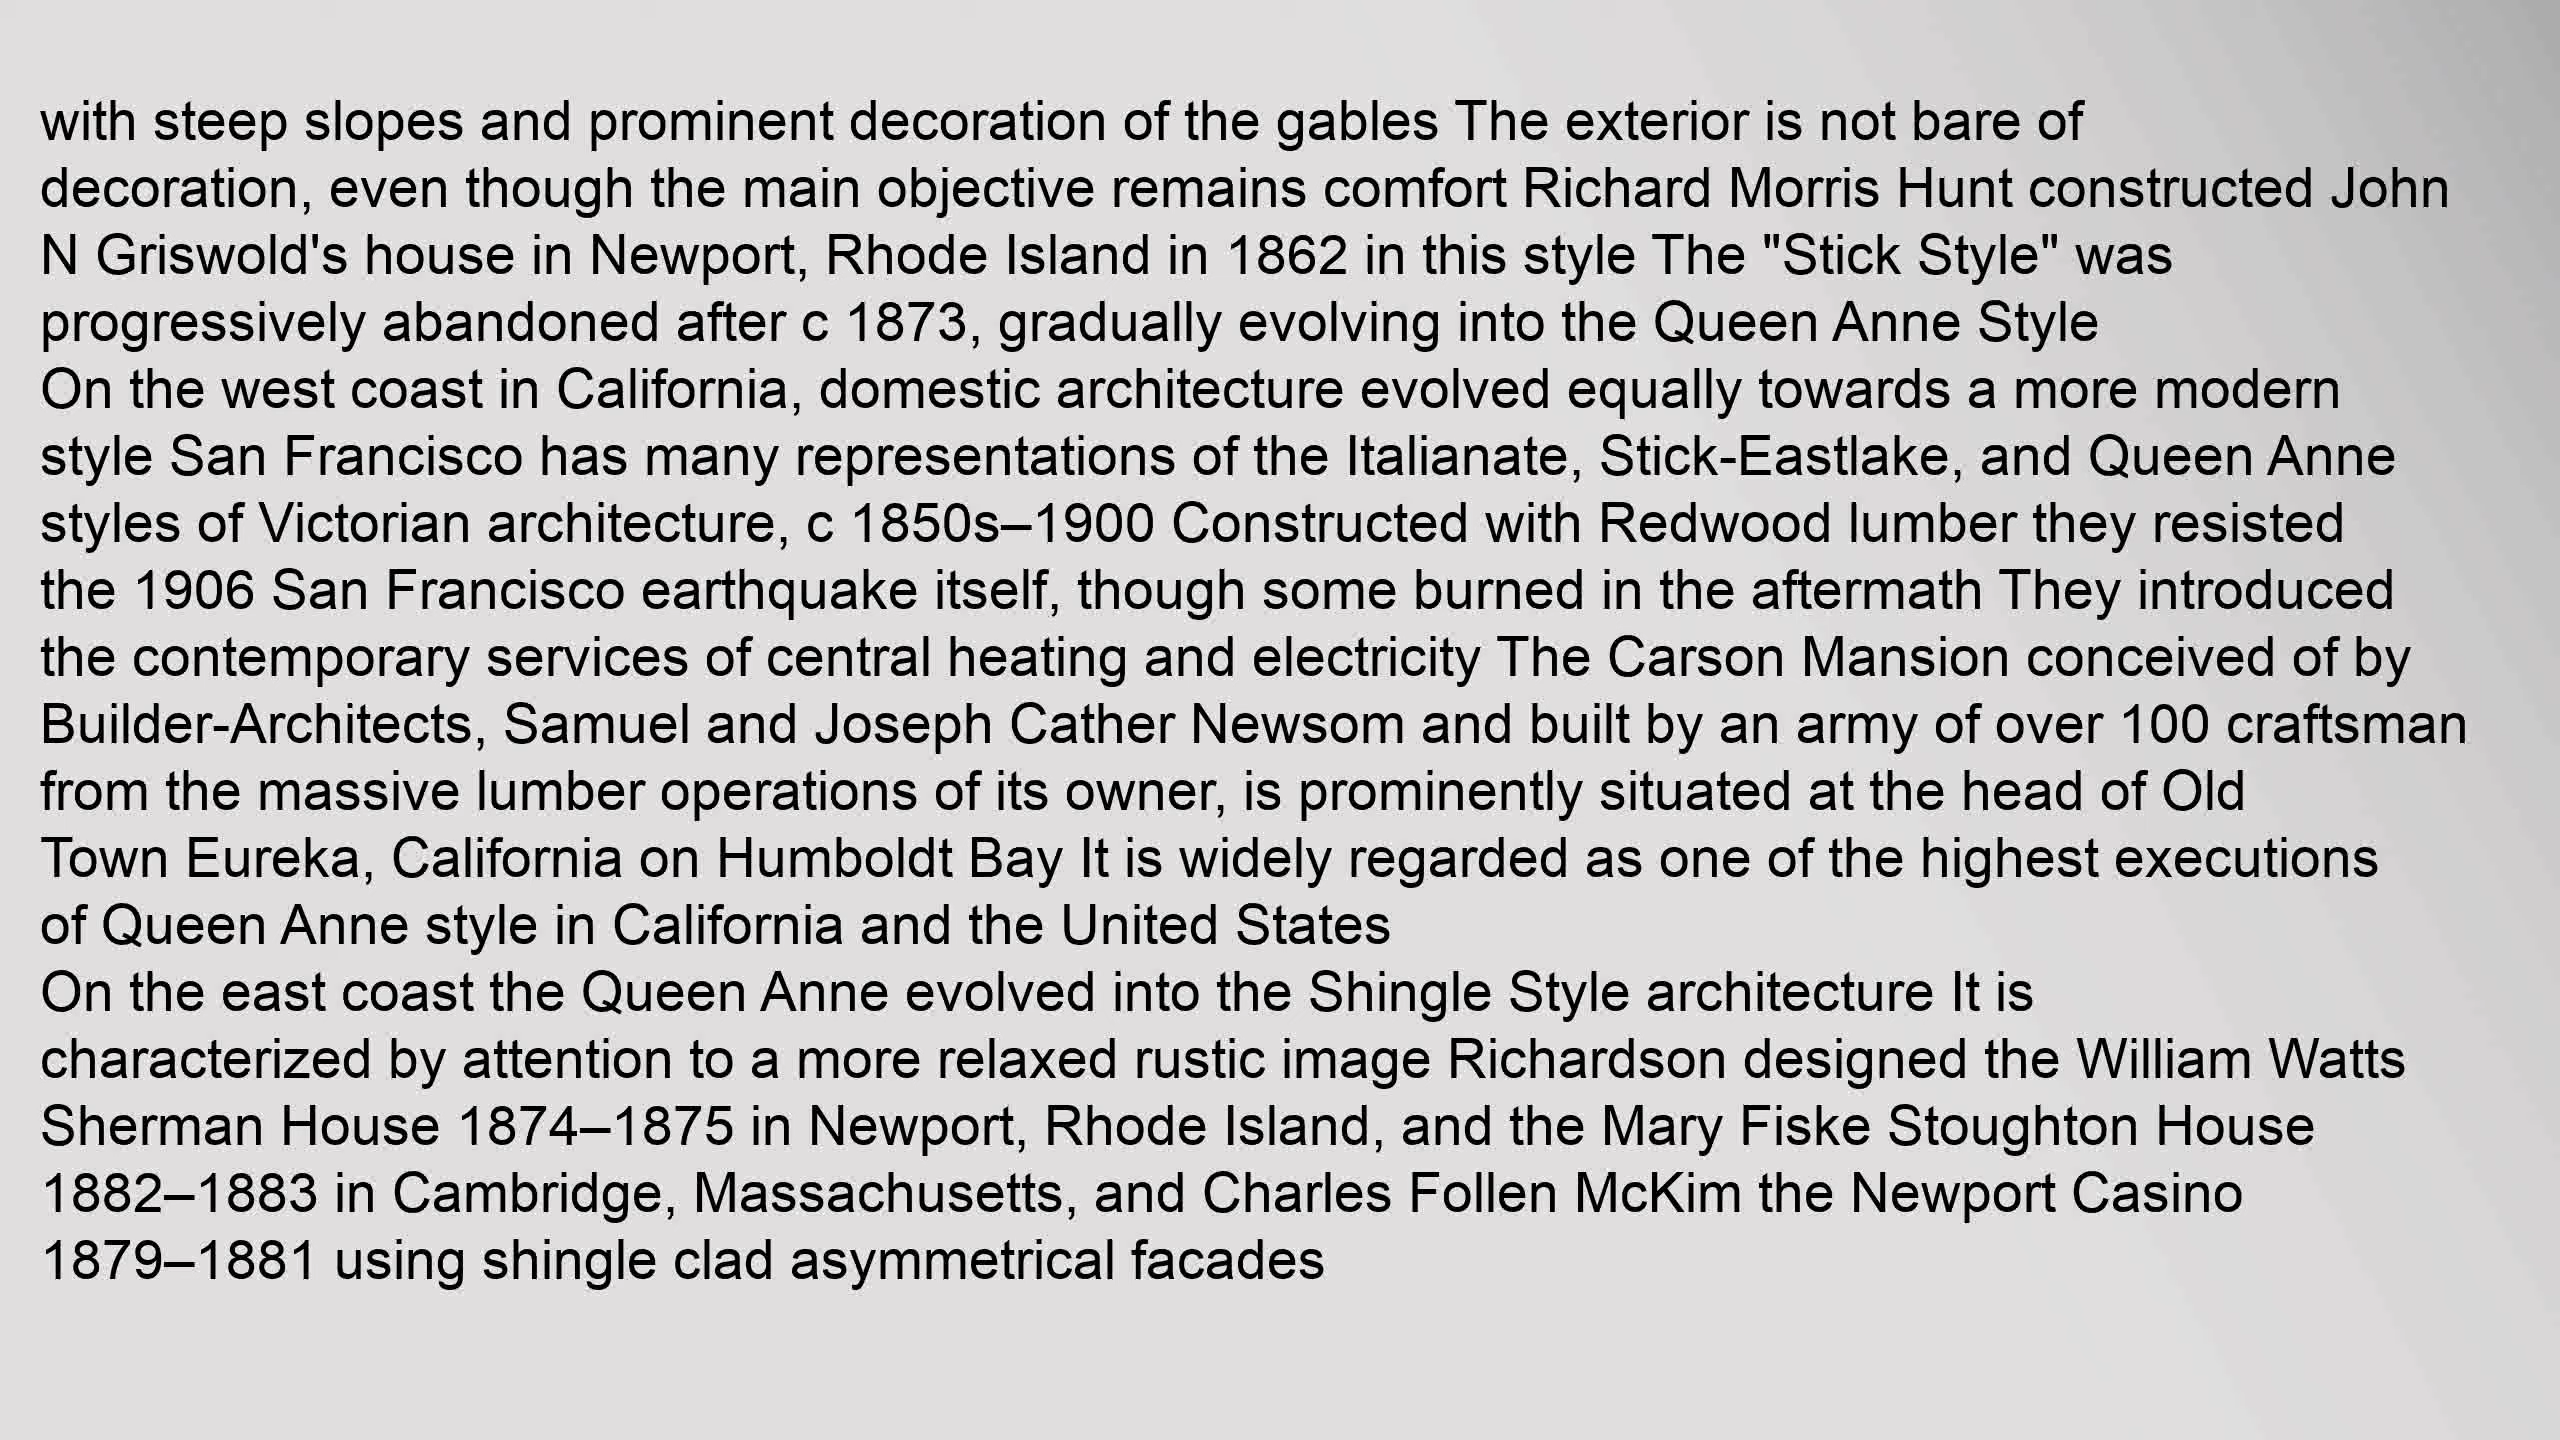 with steep slopes and prominent decoration of the gables The exterior is not bare of
decoration, even though the main objective remains comfort Richard Morris Hunt constructed John
N Griswold's house in Newport, Rhode Island in 1862 in this style The "Stick Style" was
progressively abandoned after c 1873, gradually evolving into the Queen Anne Style
On the west coast in California, domestic architecture evolved equally towards a more modern
style San Francisco has many representations of the Italianate, Stick-Eastlake, and Queen Anne
styles of Victorian architecture, c 1850s–1900 Constructed with Redwood lumber they resisted
the 1906 San Francisco earthquake itself, though some burned in the aftermath They introduced
the contemporary services of central heating and electricity The Carson Mansion conceived of by
Builder-Architects, Samuel and Joseph Cather Newsom and built by an army of over 100 craftsman
from the massive lumber operations of its owner, is prominently situated at the head of Old
Town Eureka, California on Humboldt Bay It is widely regarded as one of the highest executions
of Queen Anne style in California and the United States
On the east coast the Queen Anne evolved into the Shingle Style architecture It is
characterized by attention to a more relaxed rustic image Richardson designed the William Watts
Sherman House 1874–1875 in Newport, Rhode Island, and the Mary Fiske Stoughton House
1882–1883 in Cambridge, Massachusetts, and Charles Follen McKim the Newport Casino
1879–1881 using shingle clad asymmetrical facades